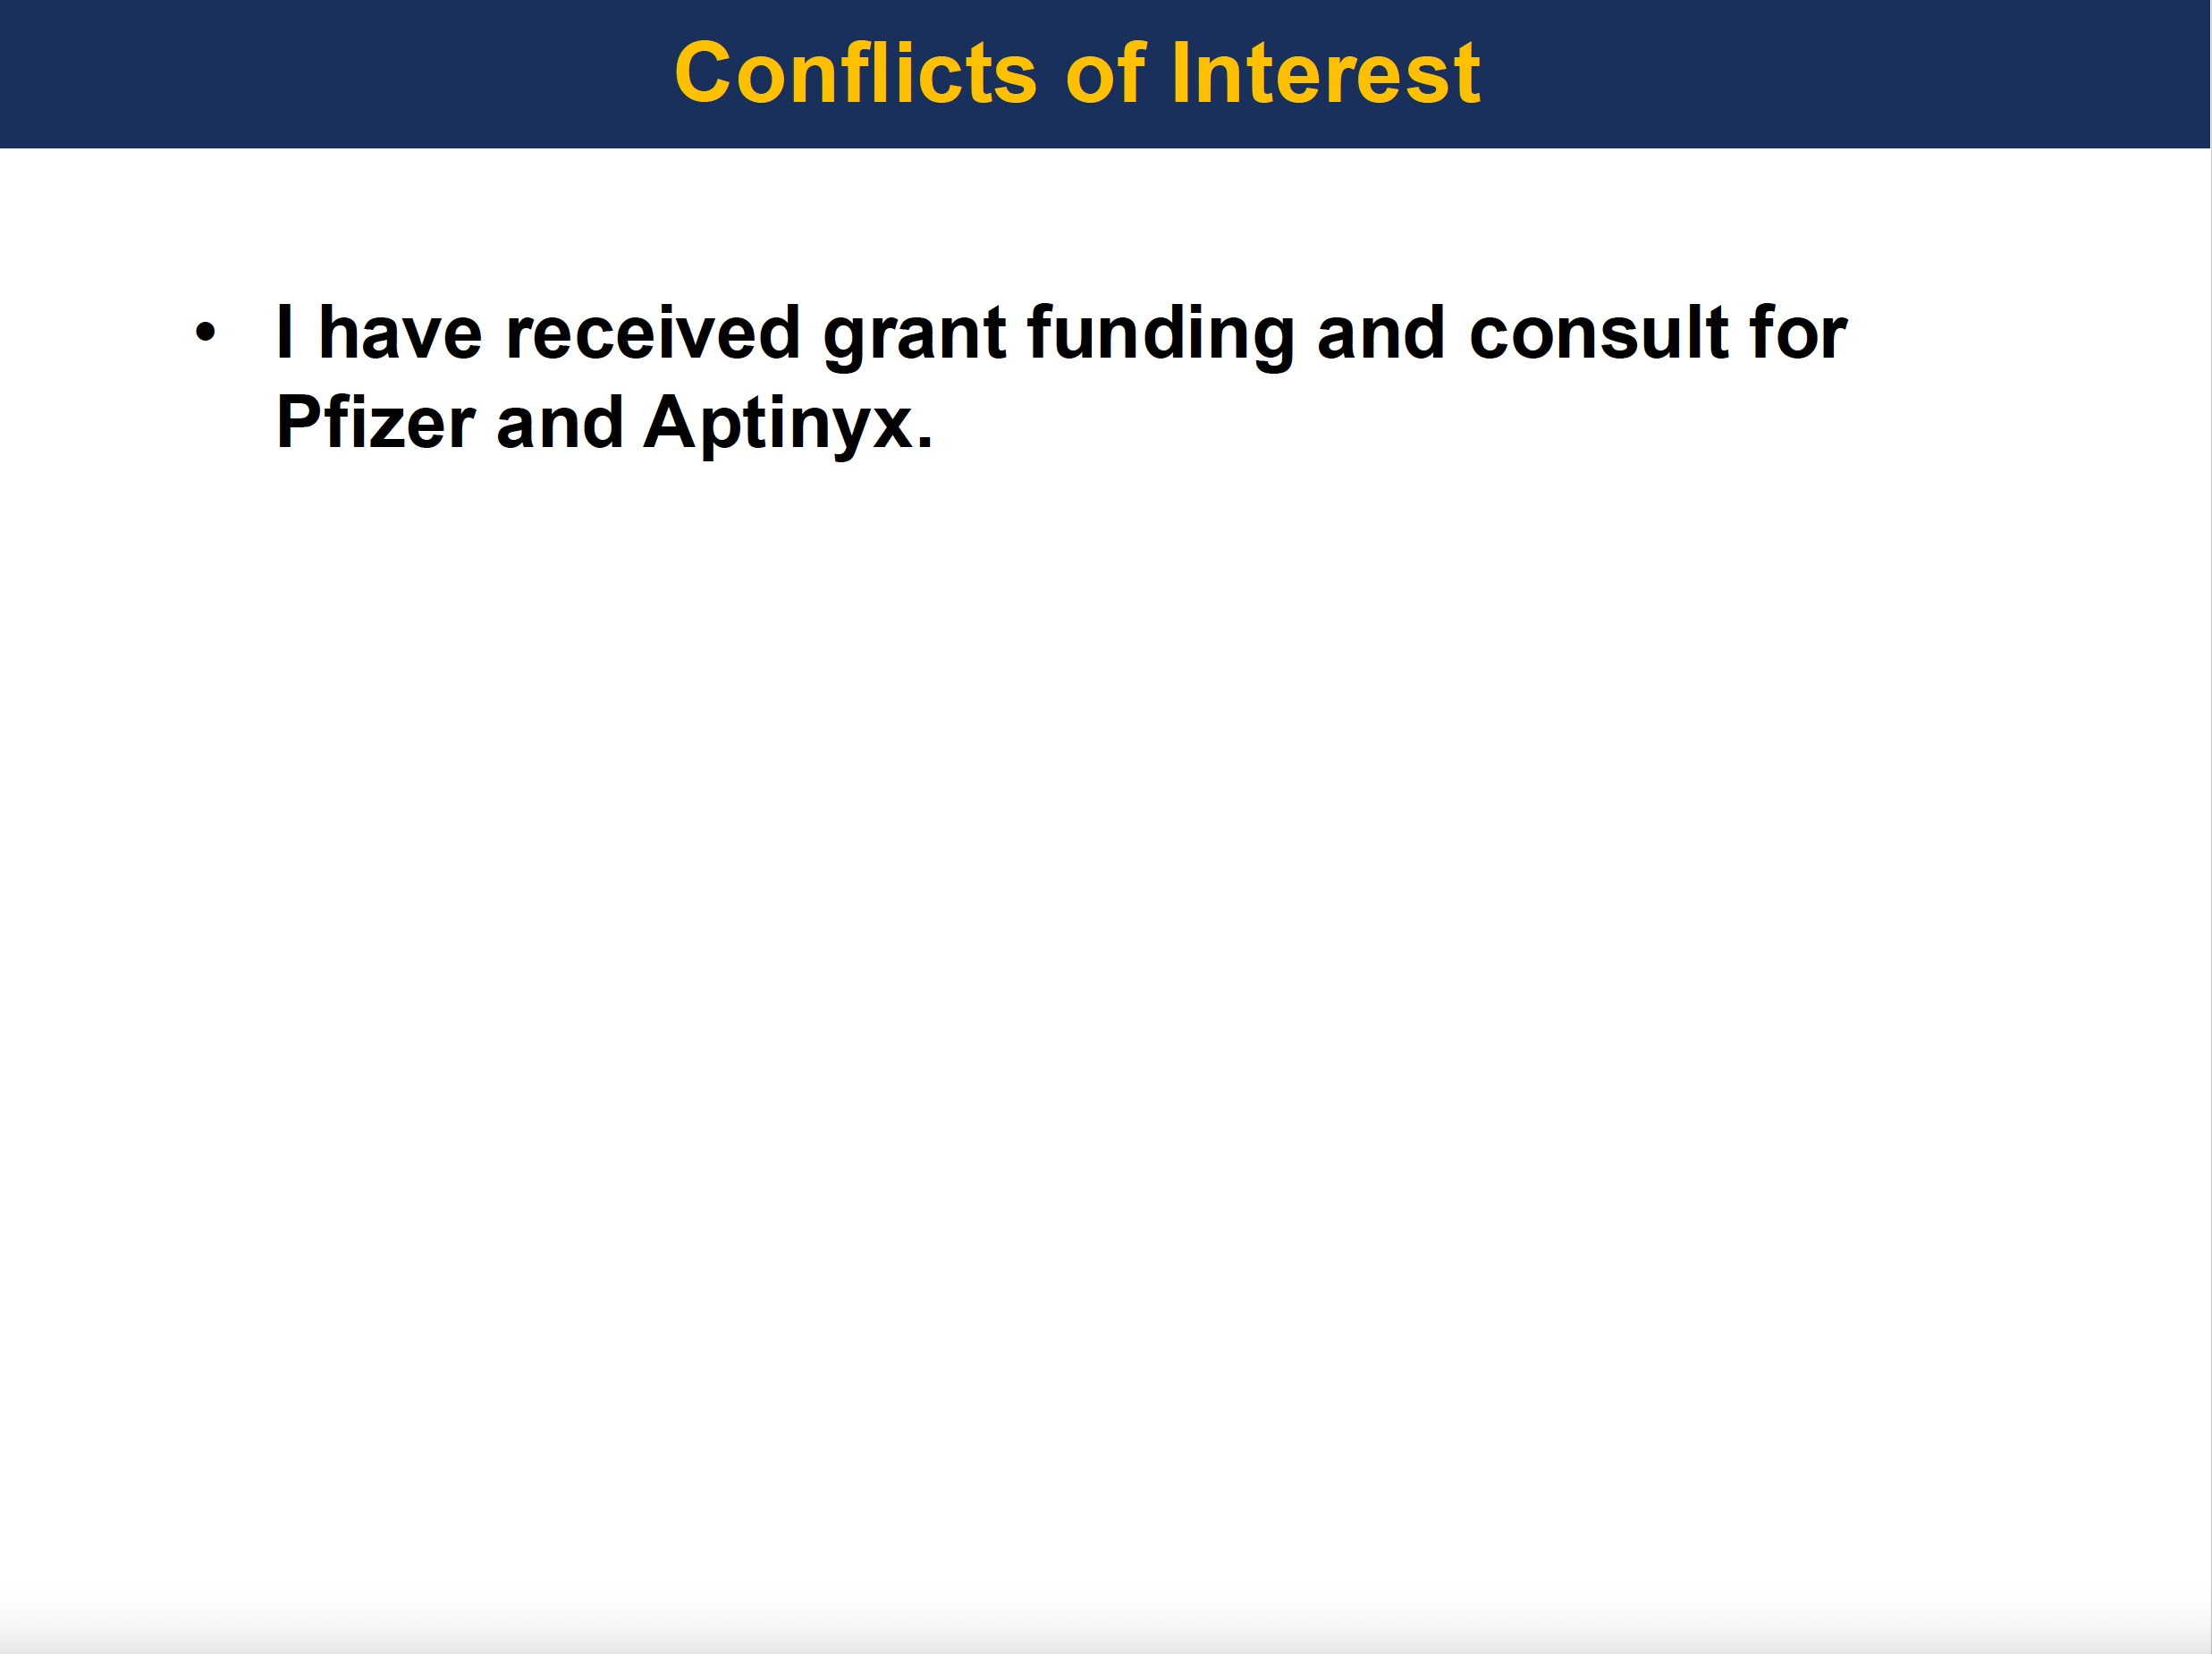 Conflicts of Interest
• I have received grant funding and consult for
Pfizer and Aptinyx.